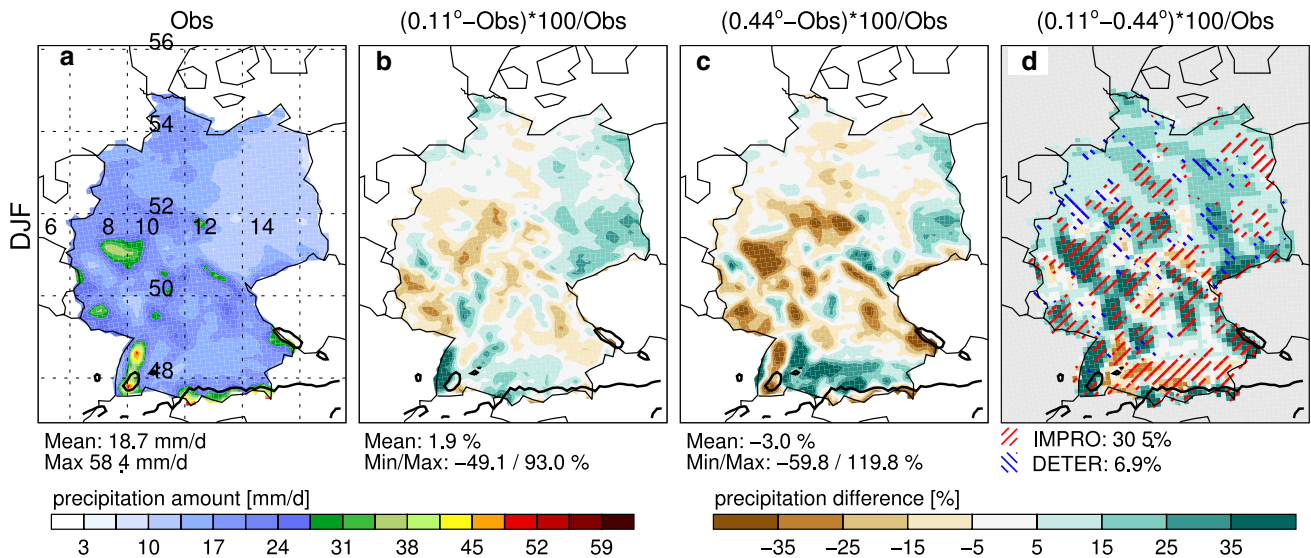 Obs
(0.11°−Obs)*100/Obs
(0.44°−Obs)*100/Obs
(0.11°−0.44°)*100/Obs
DJF
a
56
54
52
6
8
10
12
14
50
48
b
c
d
Mean: 18.7 mm/d
Max 58.4 mm/d
Mean: 1.9 %
Min/Max: −49.1 / 93.0 %
Mean: −3.0 %
Min/Max: −59.8 / 119.8 %
IMPRO: 30 5%
DETER: 6.9%
precipitation amount [mm/d]
3 10 17 24 31 38 45 52 59
precipitation difference [%]
−35 −25 −15 −5 5 15 25 35